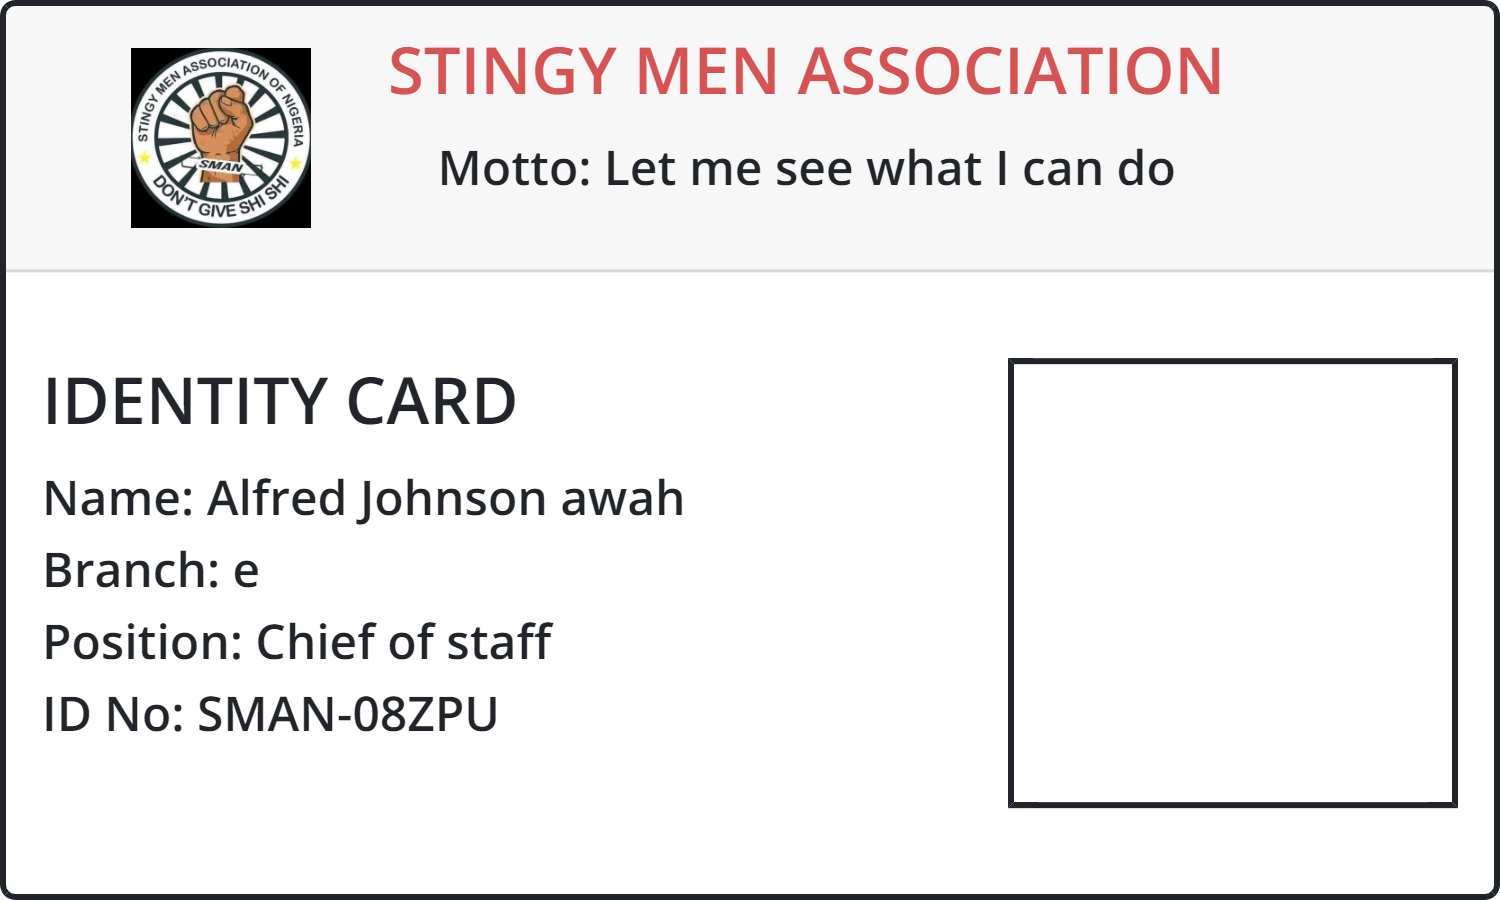 STINGY MEN ASSOCIATION OF NIGERIA
SMAN
DON'T GIVE SHI SHI
STINGY MEN ASSOCIATION
Motto: Let me see what I can do
IDENTITY CARD
Name: Alfred Johnson awah
Branch: e
Position: Chief of staff
ID No: SMAN-08ZPU